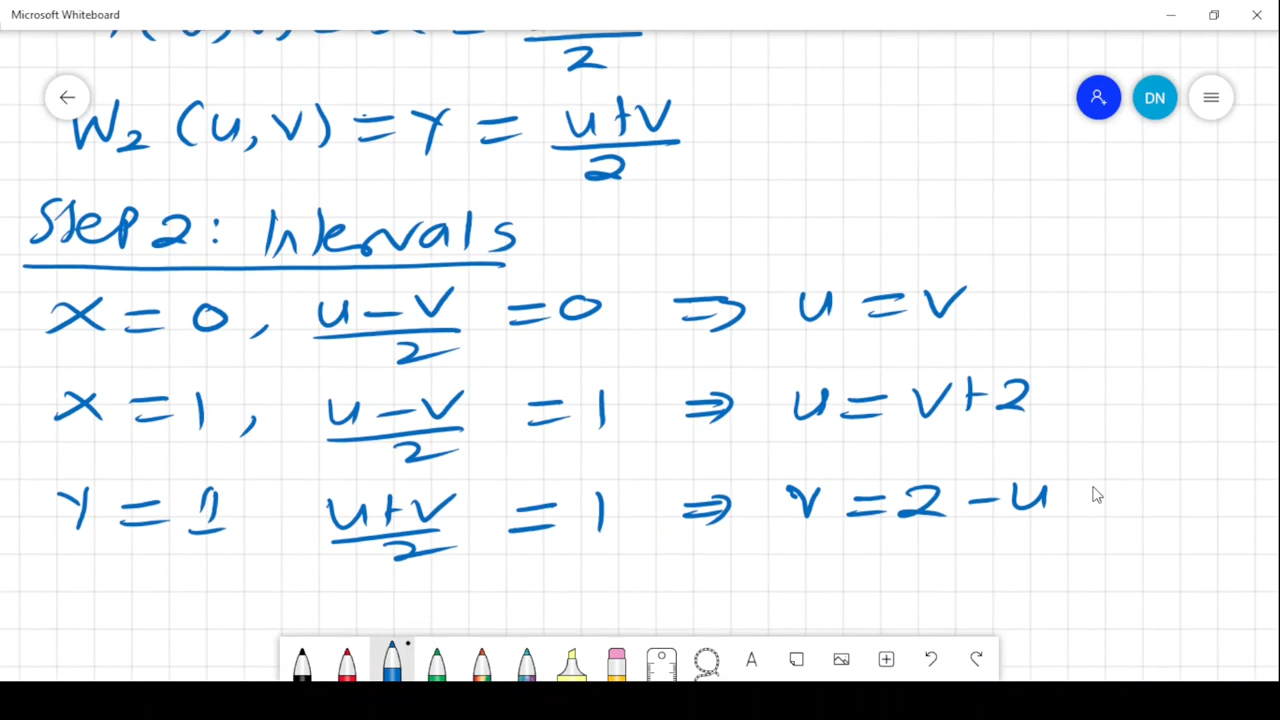 Microsoft Whiteboard
2
DN
W₂ (u,v) = Y = u+v/2
Step 2: Intervals
x = 0, u-v/2 = 0 ⇒ u = v
x = 1, u-v/2 = 1 ⇒ u = v+2
Y = 1 u+v/2 = 1 ⇒ v = 2-u
A